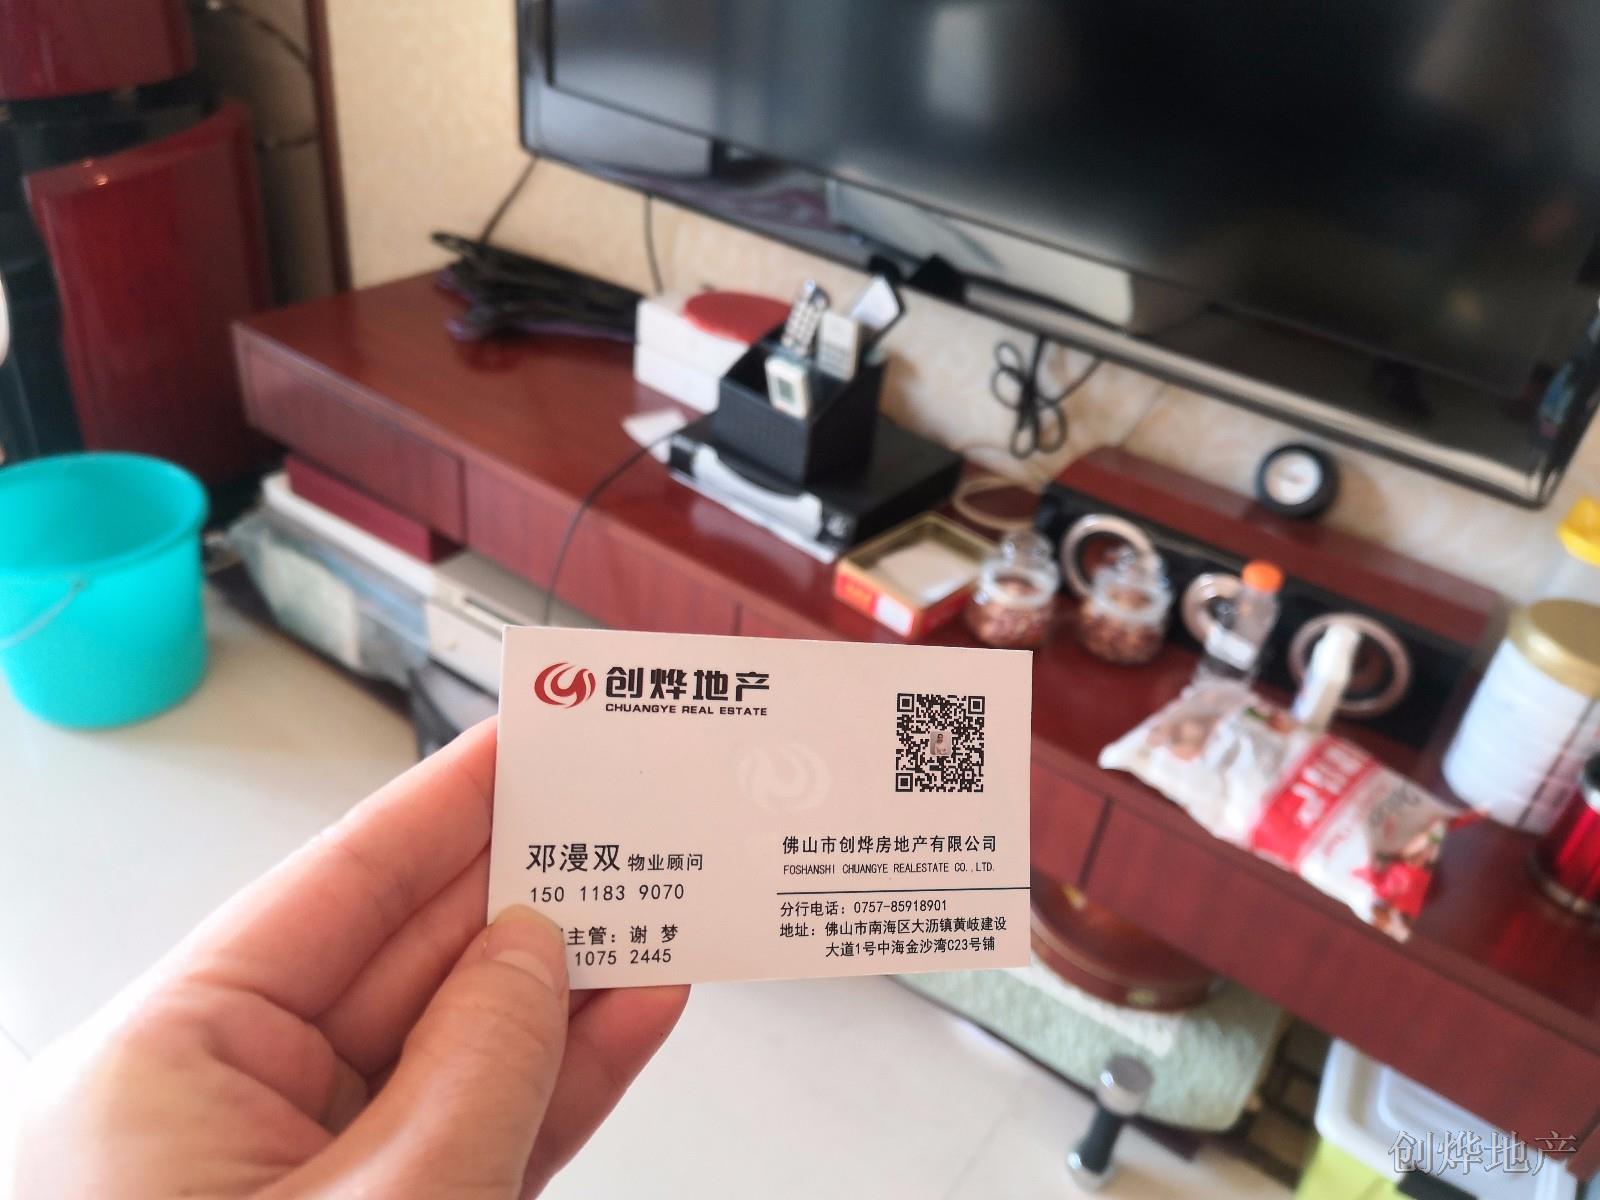 创烨地产
CHUANGYE REAL ESTATE
邓漫双 物业顾问
150 1183 9070
主管：谢 梦
1075 2445
佛山市创烨房地产有限公司
FOSHANSHI CHUANGYE REALESTATE CO.,LTD.
分行电话：0757-85918901
地址：佛山市南海区大沥镇黄岐建设
大道1号中海金沙湾C23号铺
创烨地产